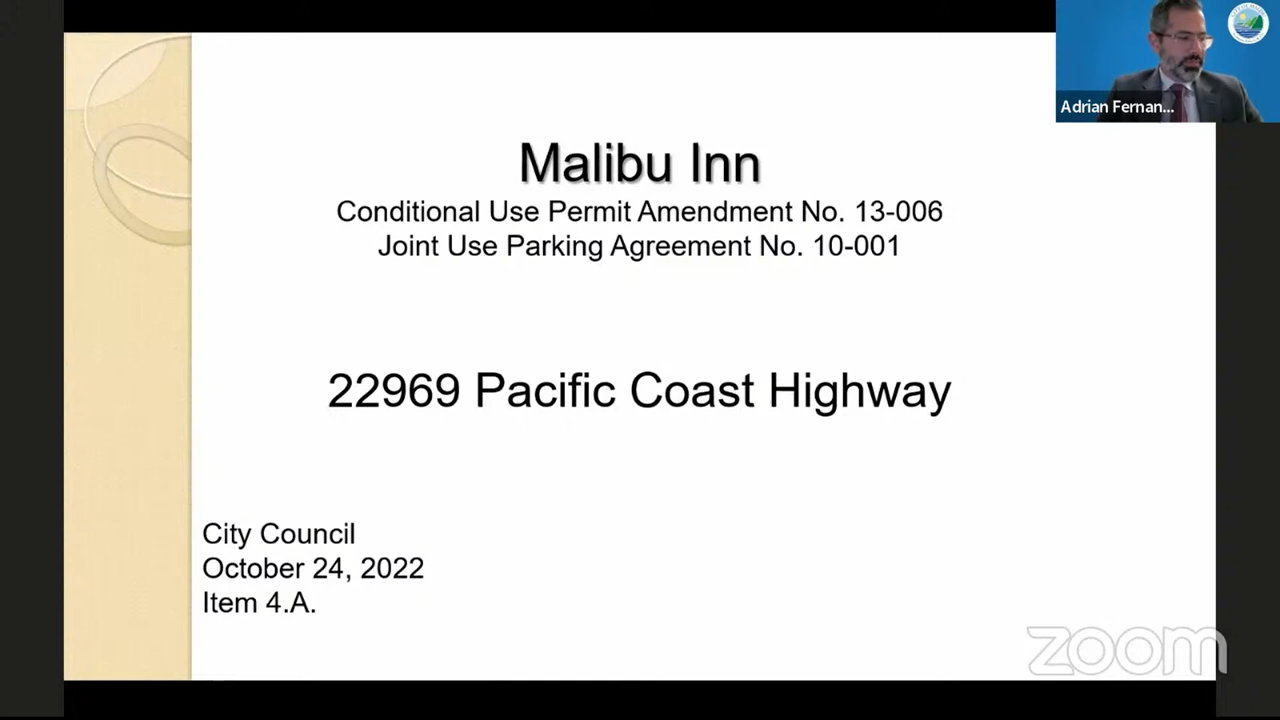 Adrian Fernan...
Malibu Inn
Conditional Use Permit Amendment No. 13-006
Joint Use Parking Agreement No. 10-001
22969 Pacific Coast Highway
City Council
October 24, 2022
Item 4.A.
zoom